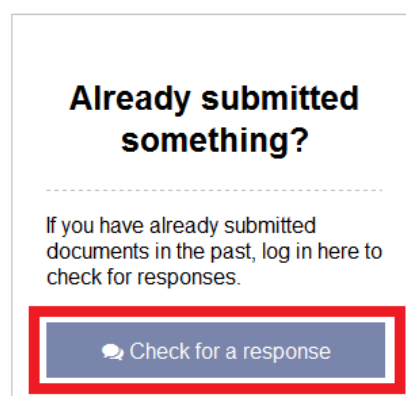 Already submitted
something?
If you have already submitted
documents in the past, log in here to
check for responses.
Check for a response